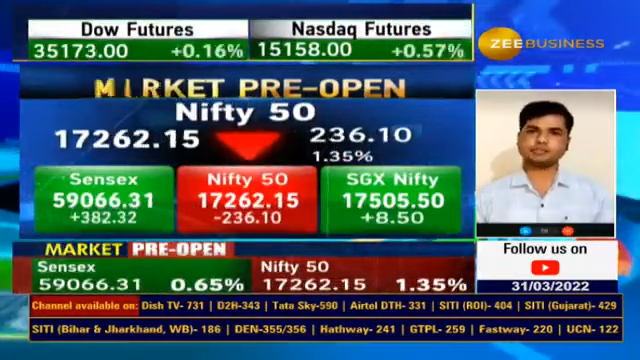 Dow Futures
35173.00 +0.16%
Nasdaq Futures
15158.00 +0.57%
ZEE BUSINESS
MARKET PRE-OPEN
Nifty 50
17262.15 236.10
1.35%
Sensex
59066.31
+382.32
Nifty 50
17262.15
-236.10
SGX Nifty
17505.50
+8.50
MARKET PRE-OPEN
Sensex
59066.31 0.65%
Nifty 50
17262.15 1.35%
Follow us on
31/03/2022
Channel available on: Dish TV- 731 | D2H-343 | Tata Sky-590 | Airtel DTH- 331 | SITI (ROI)- 404 | SITI (Gujarat)- 429
SITI (Bihar & Jharkhand, WB)- 186 | DEN-355/356 | Hathway- 241 | GTPL- 259 | Fastway- 220 | UCN- 122